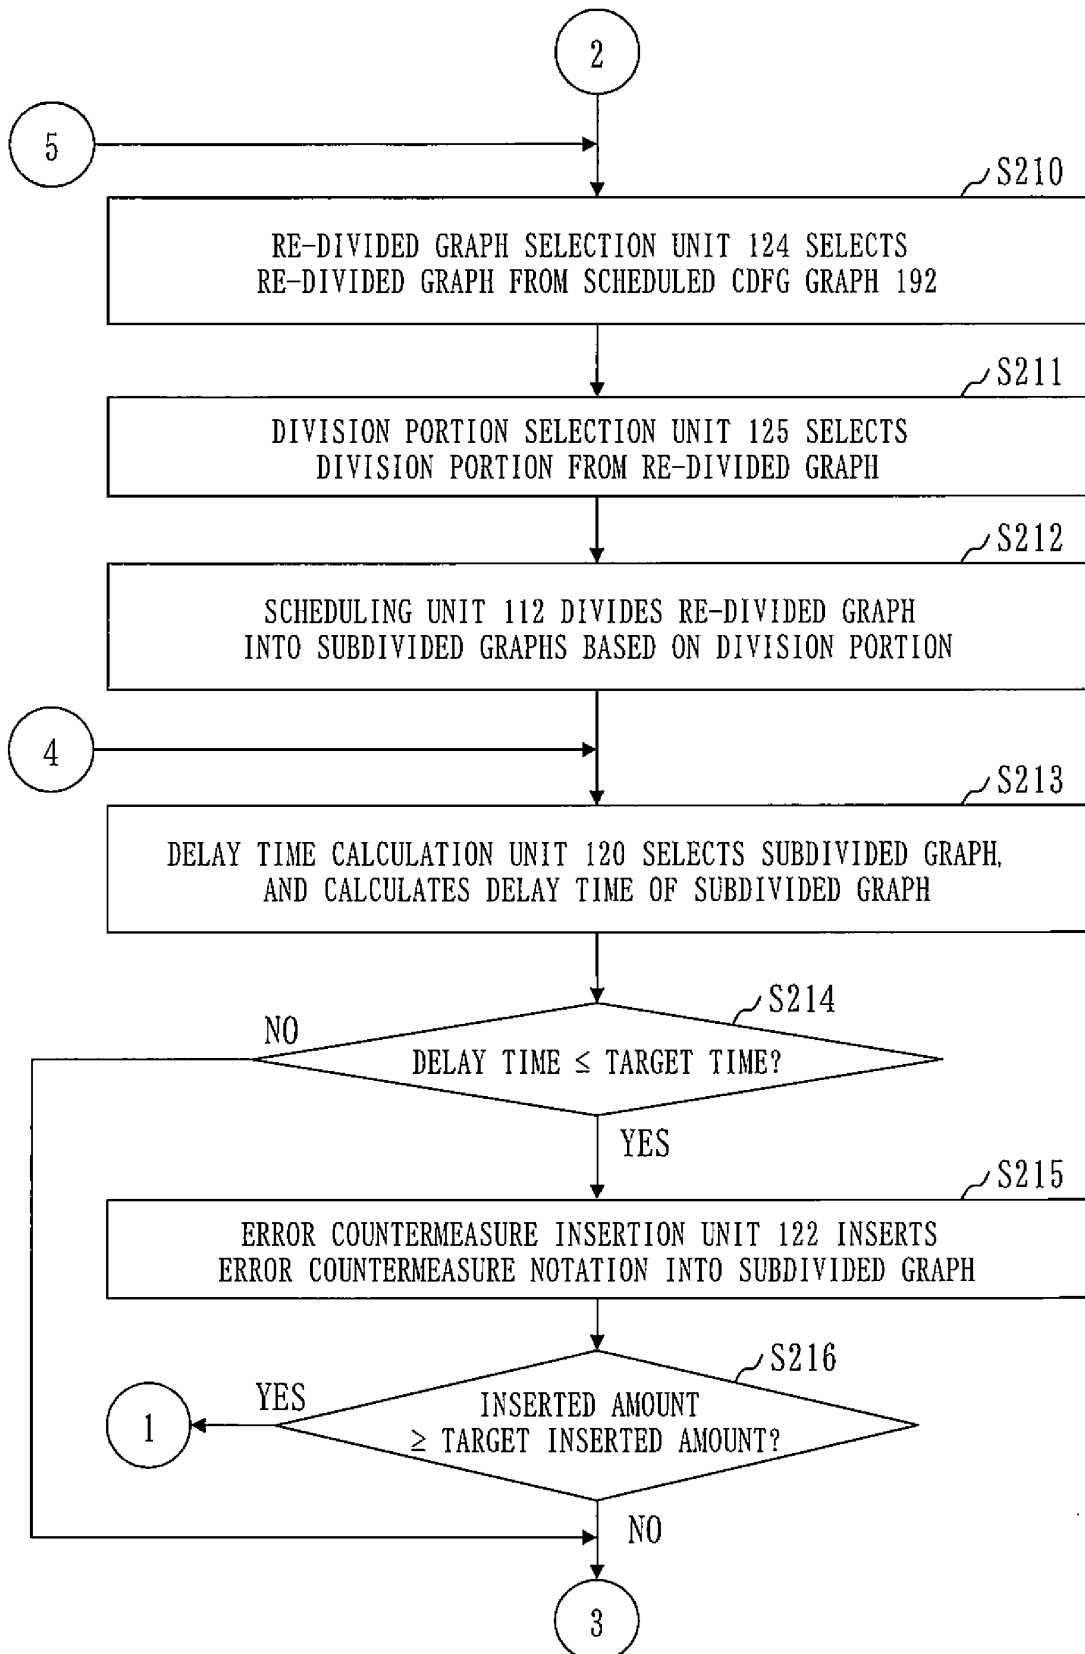 2
5
S210
RE-DIVIDED GRAPH SELECTION UNIT 124 SELECTS
RE-DIVIDED GRAPH FROM SCHEDULED CDFG GRAPH 192
S211
DIVISION PORTION SELECTION UNIT 125 SELECTS
DIVISION PORTION FROM RE-DIVIDED GRAPH
S212
SCHEDULING UNIT 112 DIVIDES RE-DIVIDED GRAPH
INTO SUBDIVIDED GRAPHS BASED ON DIVISION PORTION
4
S213
DELAY TIME CALCULATION UNIT 120 SELECTS SUBDIVIDED GRAPH,
AND CALCULATES DELAY TIME OF SUBDIVIDED GRAPH
S214
NO
DELAY TIME ≤ TARGET TIME?
YES
S215
ERROR COUNTERMEASURE INSERTION UNIT 122 INSERTS
ERROR COUNTERMEASURE NOTATION INTO SUBDIVIDED GRAPH
S216
YES
INSERTED AMOUNT
≥ TARGET INSERTED AMOUNT?
1
NO
3